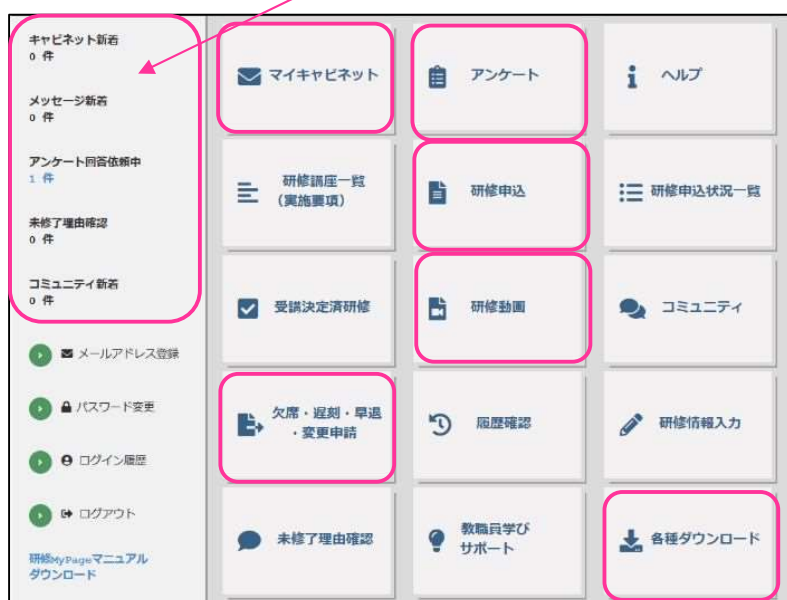 キャビネット新着
0 件
メッセージ新着
0 件
アンケート回答依頼中
1 件
未修了理由確認
0 件
コミュニティ新着
0 件
メールアドレス登録
パスワード変更
ログイン履歴
ログアウト
研修MyPageマニュアル
ダウンロード
マイキャビネット
アンケート
ヘルプ
研修講座一覧
(実施要項)
研修申込
研修申込状況一覧
受講決定済研修
研修動画
コミュニティ
欠席・遅刻・早退
・変更申請
履歴確認
研修情報入力
未修了理由確認
教職員学び
サポート
各種ダウンロード